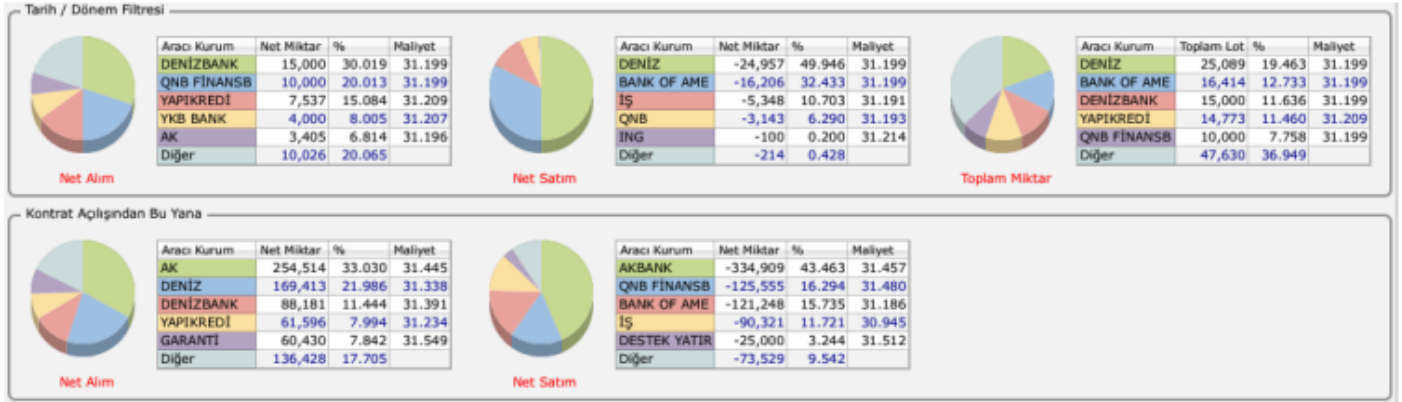 Tarih / Dönem Filtresi
Aracı Kurum Net Miktar % Maliyet
DENİZBANK 15,000 30.019 31.199
QNB FİNANSB 10,000 20.013 31.199
YAPIKREDİ 7,537 15.084 31.209
YKB BANK 4,000 8.005 31.207
AK 3,405 6.814 31.196
Diğer 10,026 20.065
Net Alım
Aracı Kurum Net Miktar % Maliyet
DENİZ -24,957 49.946 31.199
BANK OF AME -16,206 32.433 31.199
İŞ -5,348 10.703 31.191
QNB -3,143 6.290 31.193
ING -100 0.200 31.214
Diğer -214 0.428
Net Satım
Aracı Kurum Toplam Lot % Maliyet
DENİZ 25,089 19.463 31.199
BANK OF AME 16,414 12.733 31.199
DENİZBANK 15,000 11.636 31.199
YAPIKREDİ 14,773 11.460 31.209
QNB FİNANSB 10,000 7.758 31.199
Diğer 47,630 36.949
Toplam Miktar
Kontrat Açılışından Bu Yana
Aracı Kurum Net Miktar % Maliyet
AK 254,514 33.030 31.445
DENİZ 169,413 21.986 31.338
DENİZBANK 88,181 11.444 31.391
YAPIKREDİ 61,596 7.994 31.234
GARANTİ 60,430 7.842 31.549
Diğer 136,428 17.705
Net Alım
Aracı Kurum Net Miktar % Maliyet
AKBANK -334,909 43.463 31.457
QNB FİNANSB -125,555 16.294 31.480
BANK OF AME -121,248 15.735 31.186
İŞ -90,321 11.721 30.945
DESTEK YATIR -25,000 3.244 31.512
Diğer -73,529 9.542
Net Satım